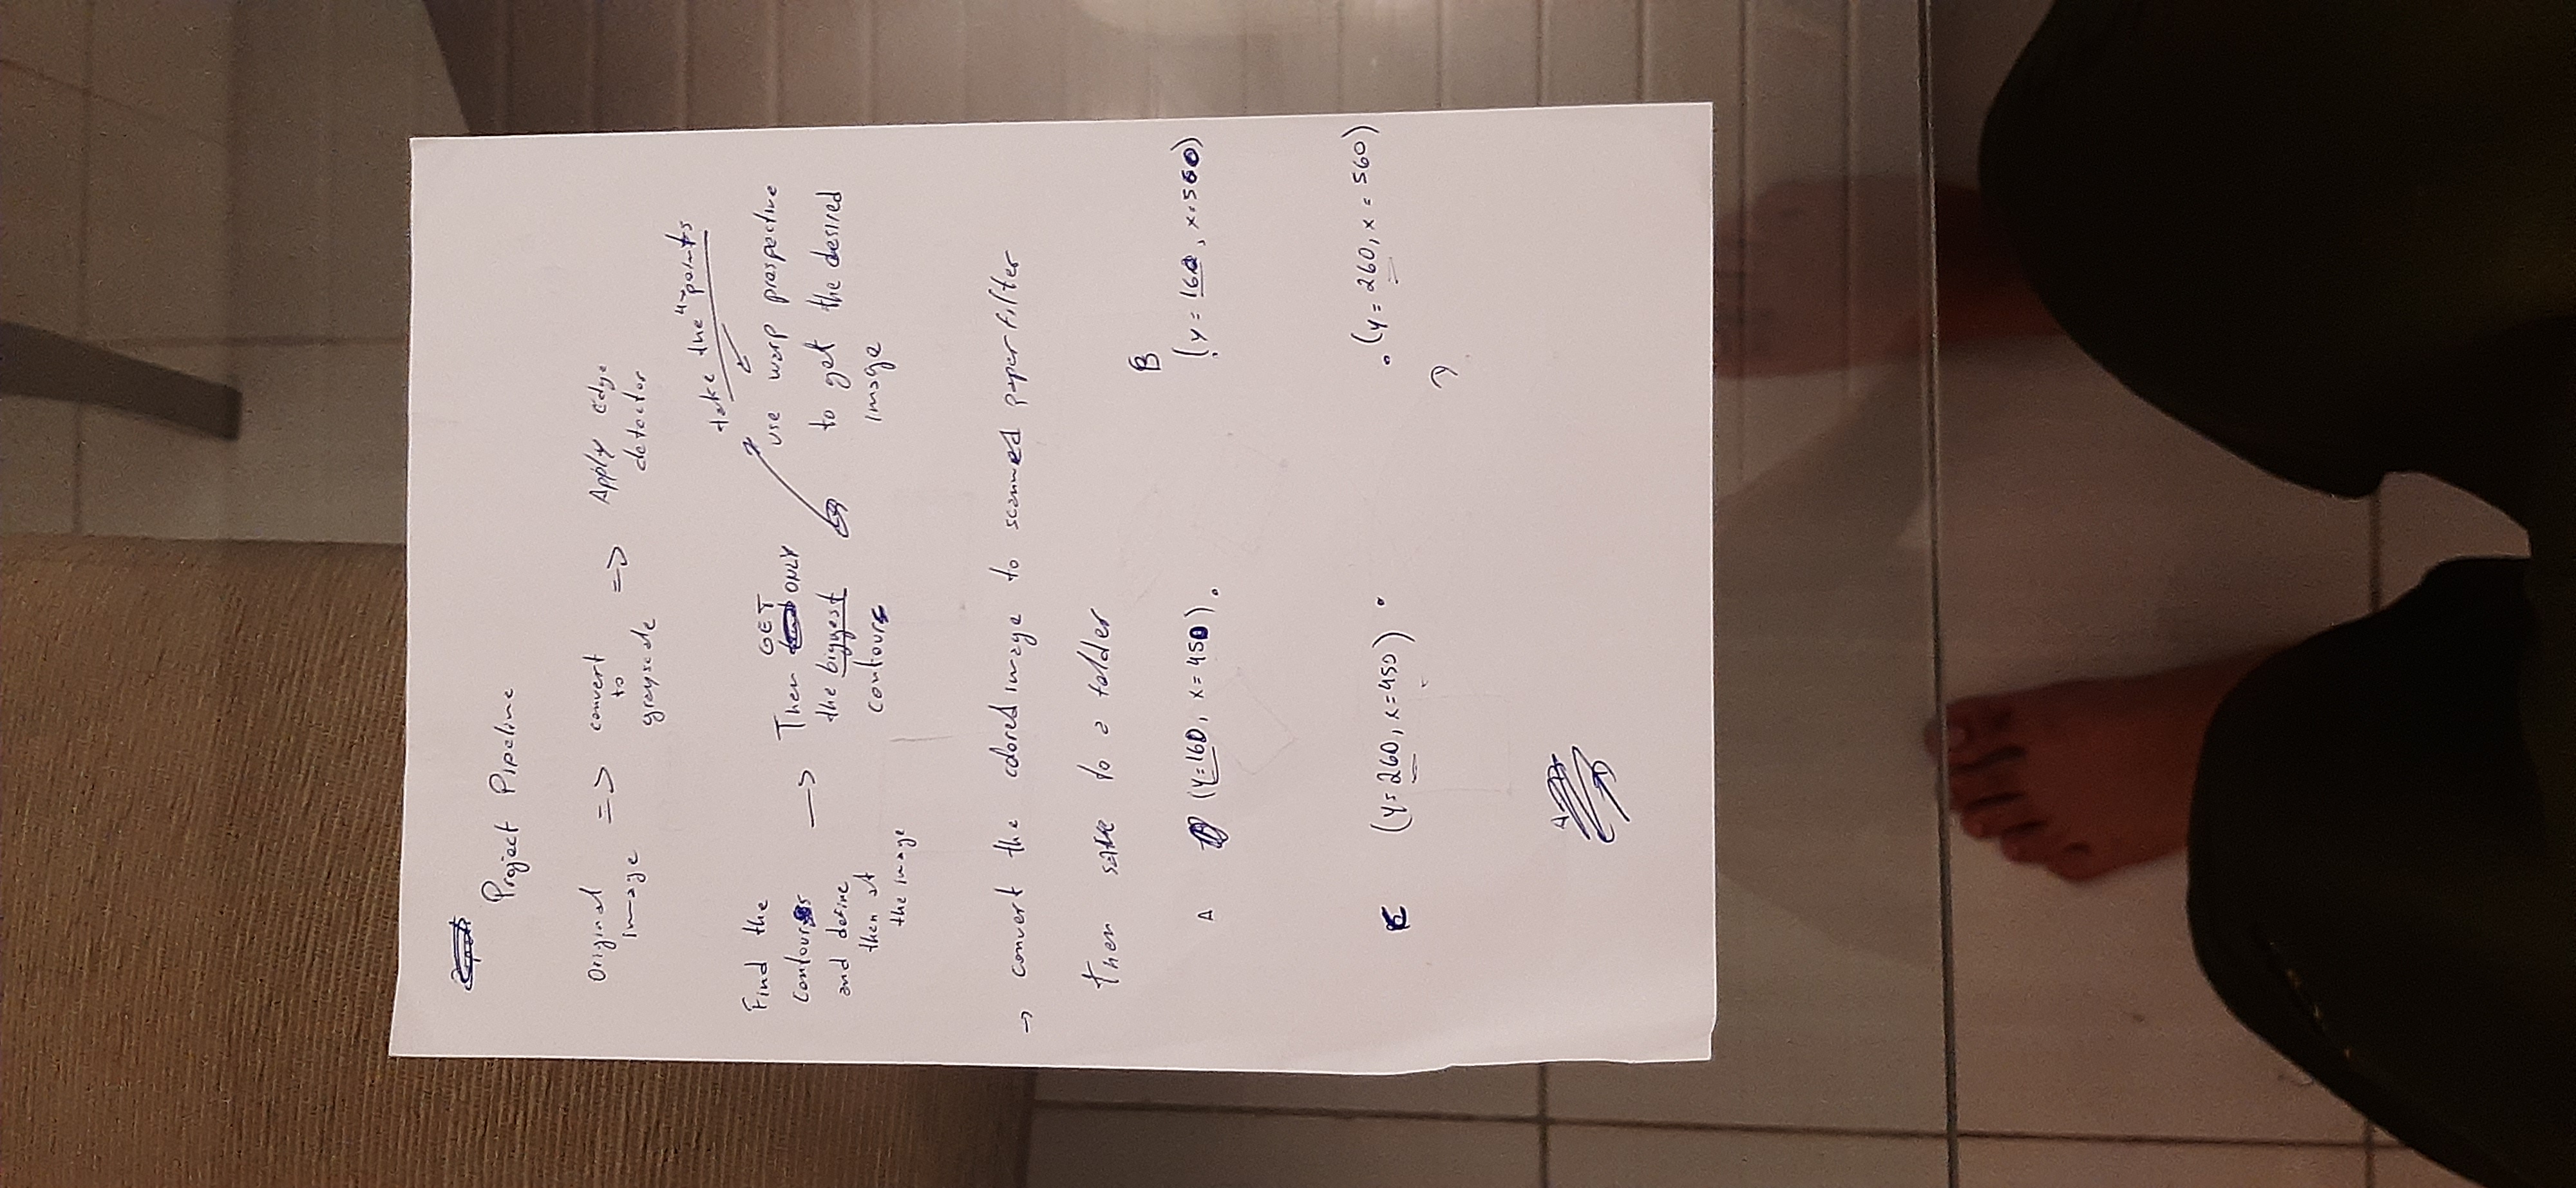 Project Pipeline
Original image => convert to grayscale => Apply Edge detector
Find the contours and define then at the image -> Then GET ONLY the biggest contours
take the 4 points
use warp prespective to get the desired image
-> convert the colored image to scanned paper filter
Then save to a folder
A (y=160, x=450).
B
(y=160, x=560)
C (y=260, x=450) .
.(y=260, x=560)
D